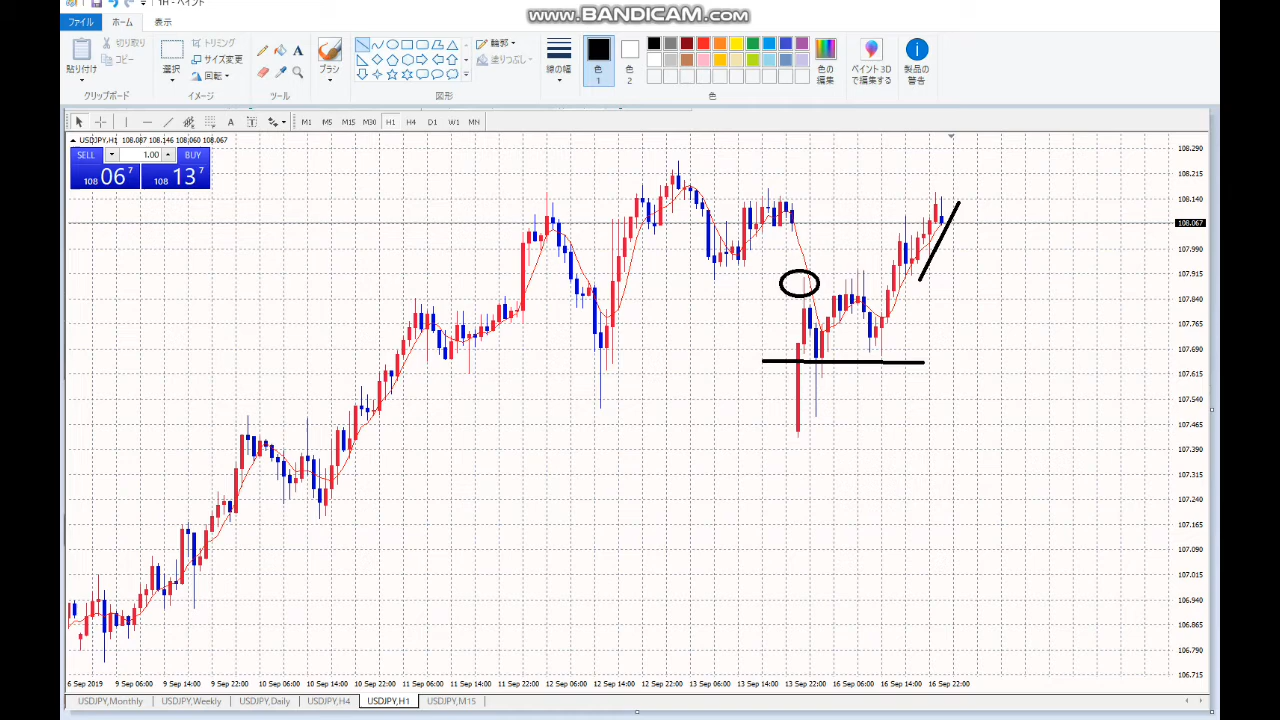 1H - ペイント
www.BANDICAM.com
ファイル ホーム 表示
貼り付け
切り取り
コピー
クリップボード
選択
トリミング
サイズ変更
回転
イメージ
A
ツール
ブラシ
輪郭
塗りつぶし
図形
線の幅
色
1
色
2
色の
編集
ペイント 3D
で編集する
製品の
警告
色
A T M1 M5 M15 M30 H1 H4 D1 W1 MN
USDJPY,H1 108.087 108.146 108.060 108.067
SELL 1.00 BUY
108 06 7 108 13 7
108.290
108.215
108.140
108.067
107.990
107.915
107.840
107.765
107.690
107.615
107.540
107.465
107.390
107.315
107.240
107.165
107.090
107.015
106.940
106.865
106.790
106.715
6 Sep 2019 9 Sep 06:00 9 Sep 14:00 9 Sep 22:00 10 Sep 06:00 10 Sep 14:00 10 Sep 22:00 11 Sep 06:00 11 Sep 14:00 11 Sep 22:00 12 Sep 06:00 12 Sep 14:00 12 Sep 22:00 13 Sep 06:00 13 Sep 14:00 13 Sep 22:00 16 Sep 06:00 16 Sep 14:00 16 Sep 22:00
USDJPY,Monthly USDJPY,Weekly USDJPY,Daily USDJPY,H4 USDJPY,H1 USDJPY,M15